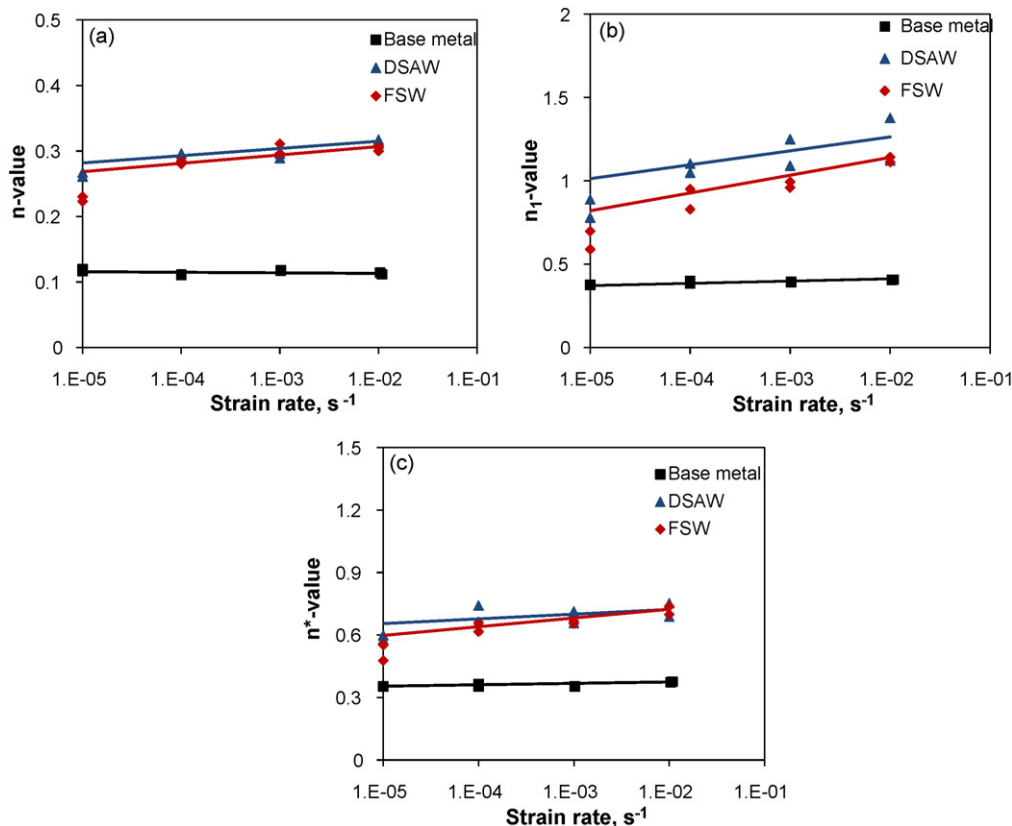 (a)
n-value
0.5
0.4
0.3
0.2
0.1
0
Base metal
DSAW
FSW
1.E-05 1.E-04 1.E-03 1.E-02 1.E-01
Strain rate, s⁻¹
(b)
n₁-value
2
1.5
1
0.5
0
Base metal
DSAW
FSW
1.E-05 1.E-04 1.E-03 1.E-02 1.E-01
Strain rate, s⁻¹
(c)
n*-value
1.5
1.2
0.9
0.6
0.3
0
Base metal
DSAW
FSW
1.E-05 1.E-04 1.E-03 1.E-02 1.E-01
Strain rate, s⁻¹